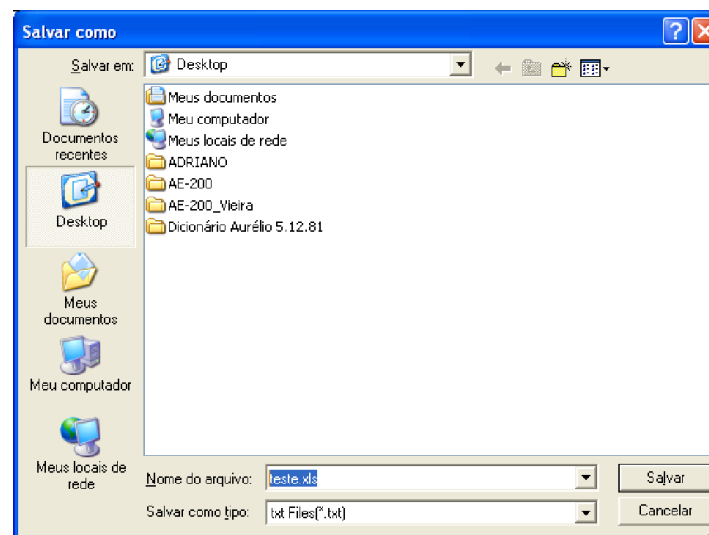 Salvar como
Salvar em:
Desktop
Meus documentos
Meu computador
Meus locais de rede
ADRIANO
AE-200
AE-200_Vieira
Dicionário Aurélio 5.12.81
Documentos
recentes
Desktop
Meus
documentos
Meu computador
Meus locais de
rede
Nome do arquivo:
teste.xls
Salvar
Salvar como tipo:
txt Files(*.txt)
Cancelar